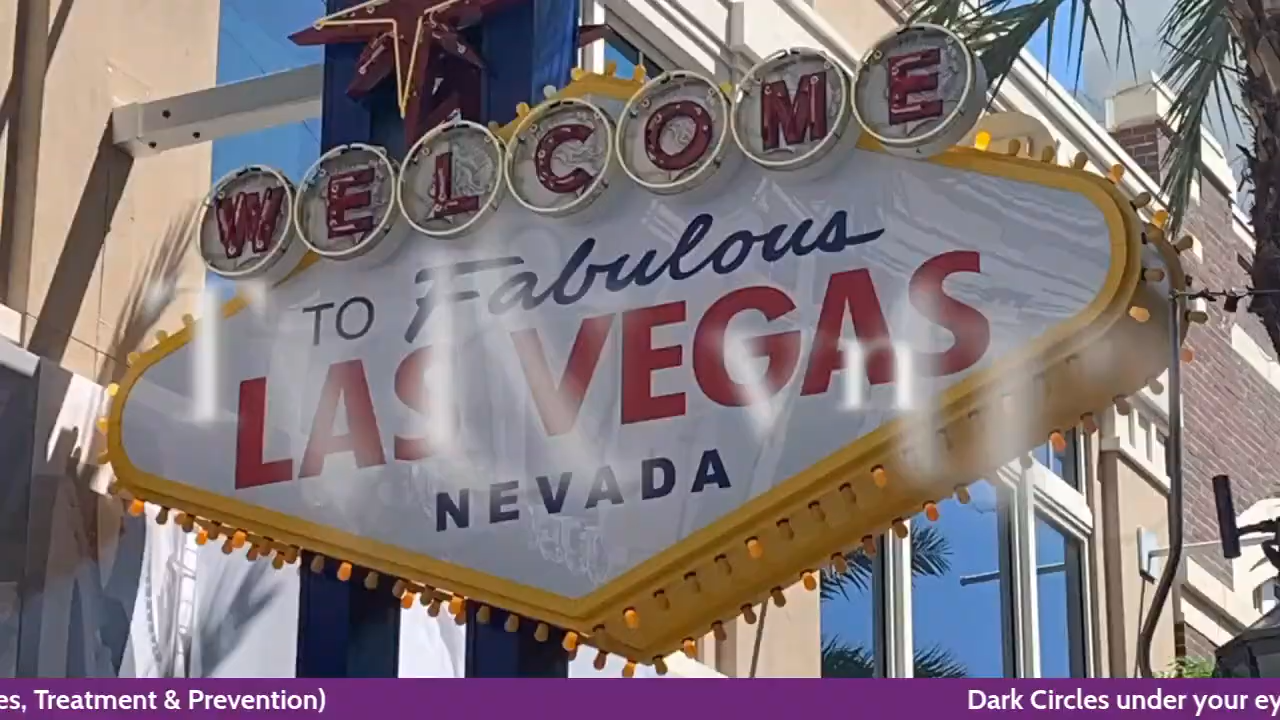 WELCOME
TO Fabulous
LAS VEGAS
NEVADA
es, Treatment & Prevention)
Dark Circles under your ey